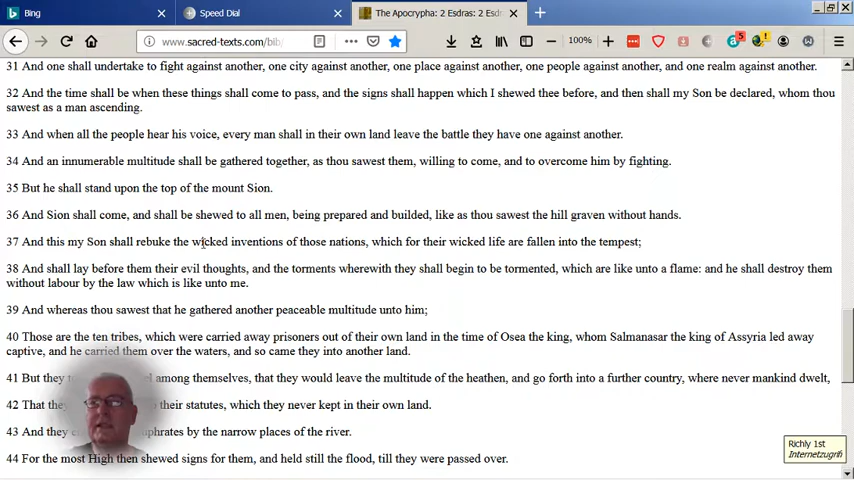 Bing
Speed Dial
The Apocrypha: 2 Esdras: 2 Esd
www.sacred-texts.com/bib/
100%
31 And one shall undertake to fight against another, one city against another, one place against another, one people against another, and one realm against another.
32 And the time shall be when these things shall come to pass, and the signs shall happen which I shewed thee before, and then shall my Son be declared, whom thou
sawest as a man ascending.
33 And when all the people hear his voice, every man shall in their own land leave the battle they have one against another.
34 And an innumerable multitude shall be gathered together, as thou sawest them, willing to come, and to overcome him by fighting.
35 But he shall stand upon the top of the mount Sion.
36 And Sion shall come, and shall be shewed to all men, being prepared and builded, like as thou sawest the hill graven without hands.
37 And this my Son shall rebuke the wicked inventions of those nations, which for their wicked life are fallen into the tempest;
38 And shall lay before them their evil thoughts, and the torments wherewith they shall begin to be tormented, which are like unto a flame: and he shall destroy them
without labour by the law which is like unto me.
39 And whereas thou sawest that he gathered another peaceable multitude unto him;
40 Those are the ten tribes, which were carried away prisoners out of their own land in the time of Osea the king, whom Salmanasar the king of Assyria led away
captive, and he carried them over the waters, and so came they into another land.
41 But they among themselves, that they would leave the multitude of the heathen, and go forth into a further country, where never mankind dwelt,
42 That they their statutes, which they never kept in their own land.
43 And they by the narrow places of the river.
44 For the most High then shewed signs for them, and held still the flood, till they were passed over.
Richly 1st
Internetzugrif